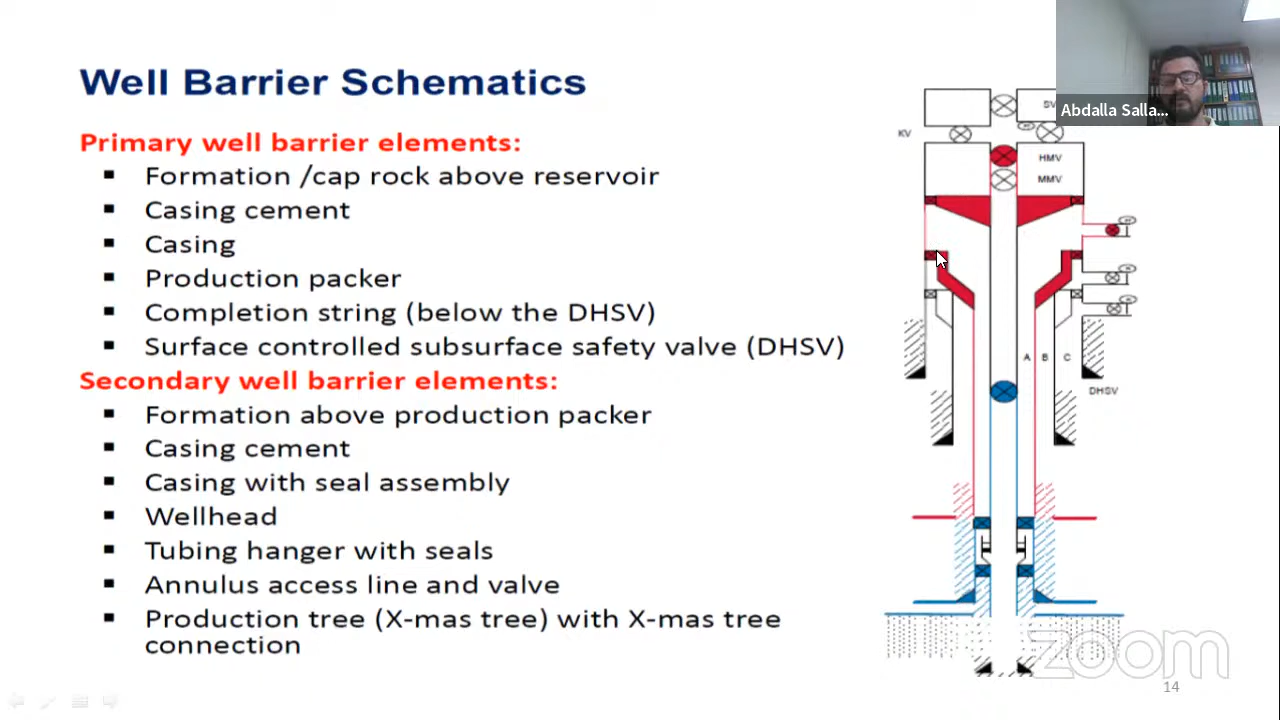 Well Barrier Schematics
Primary well barrier elements:
Formation /cap rock above reservoir
Casing cement
Casing
Production packer
Completion string (below the DHSV)
Surface controlled subsurface safety valve (DHSV)
Secondary well barrier elements:
Formation above production packer
Casing cement
Casing with seal assembly
Wellhead
Tubing hanger with seals
Annulus access line and valve
Production tree (X-mas tree) with X-mas tree
connection
Abdalla Salla...
SV
KV
HMV
MMV
A B C
DHSV
zoom
14